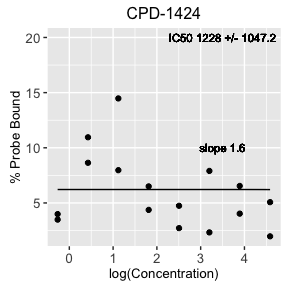 CPD-1424
IC50 1228 +/- 1047.2
slope 1.6
% Probe Bound
20
15
10
5
0 1 2 3 4
log(Concentration)